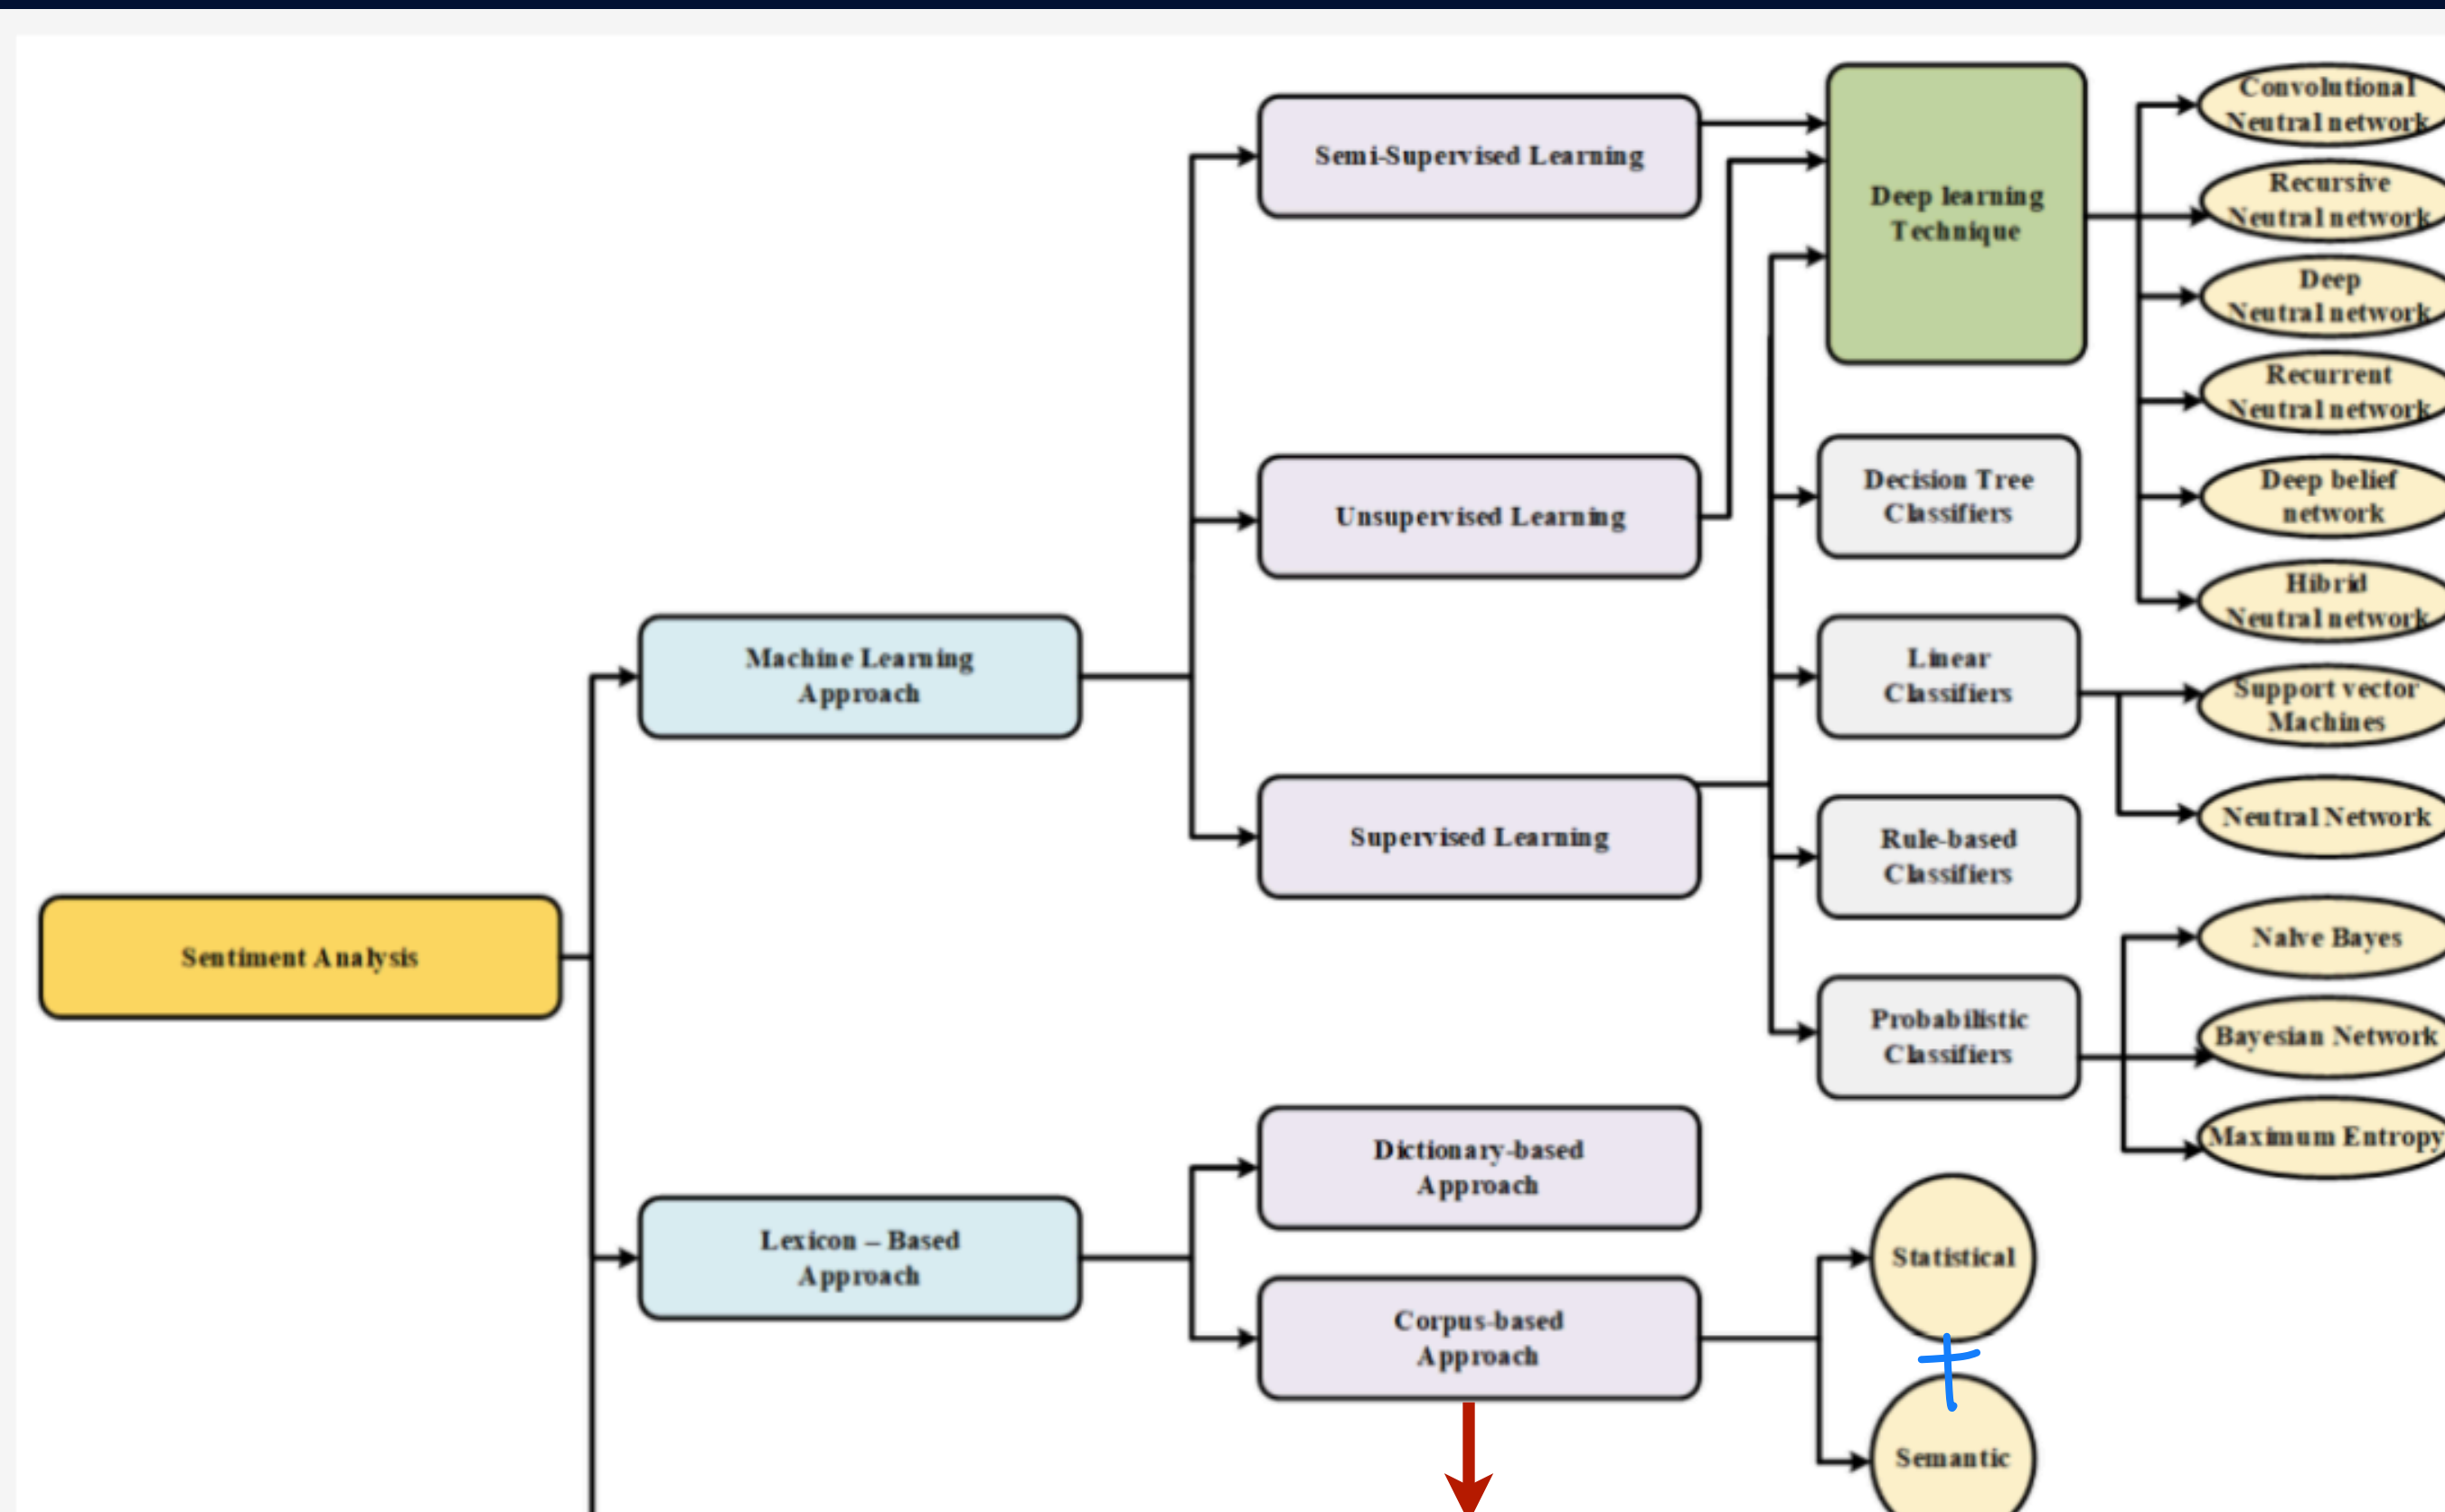 Convolutional
Neutral network
Semi-Supervised Learning
Deep learning
Technique
Recursive
Neutral network
Deep
Neutral network
Recurrent
Neutral network
Unsupervised Learning
Decision Tree
Classifiers
Deep belief
network
Hibrid
Neutral network
Machine Learning
Approach
Linear
Classifiers
Support vector
Machines
Supervised Learning
Rule-based
Classifiers
Neutral Network
Sentiment Analysis
Nalve Bayes
Probabilistic
Classifiers
Bayesian Network
Maximum Entropy
Dictionary-based
Approach
Lexicon – Based
Approach
Statistical
Corpus-based
Approach
Semantic